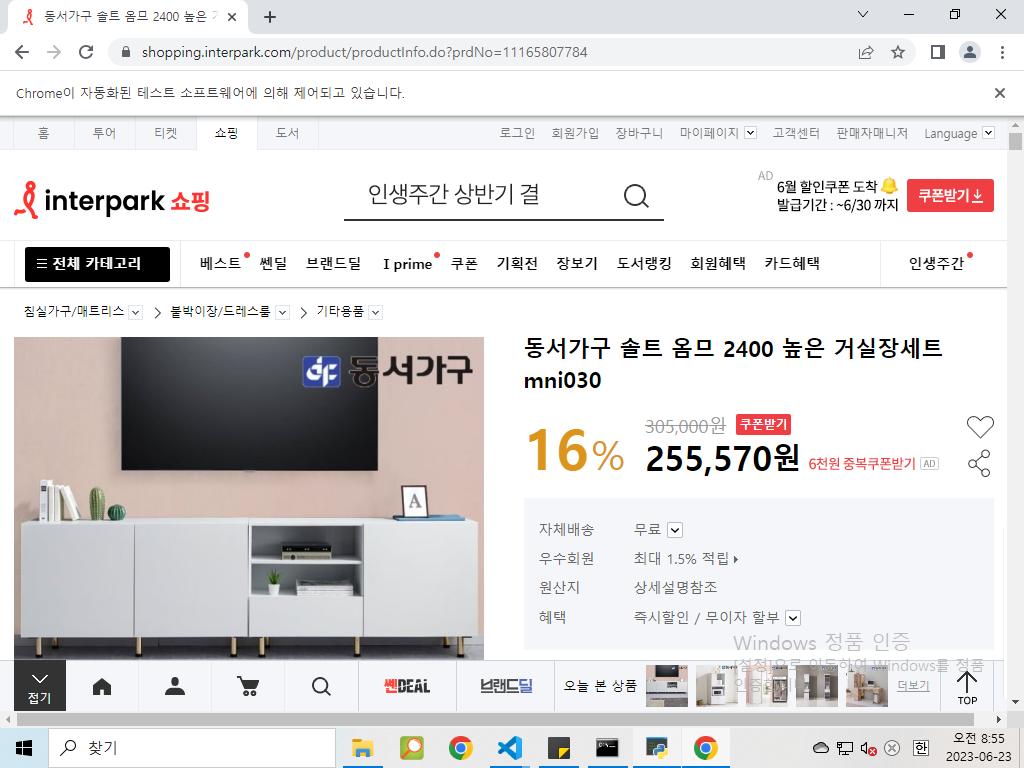 동서가구 솔트 옴므 2400 높은
shopping.interpark.com/product/productInfo.do?prdNo=11165807784
Chrome이 자동화된 테스트 소프트웨어에 의해 제어되고 있습니다.
홈 투어 티켓 쇼핑 도서 로그인 회원가입 장바구니 마이페이지 고객센터 판매자매니저 Language
interpark 쇼핑
인생주간 상반기 결
AD
6월 할인쿠폰 도착
발급기간 : ~6/30 까지
쿠폰받기
전체 카테고리 베스트 쎈딜 브랜드딜 I prime 쿠폰 기획전 장보기 도서랭킹 회원혜택 카드혜택 인생주간
침실가구/매트리스 붙박이장/드레스룸 기타용품
동서가구
A
동서가구 솔트 옴므 2400 높은 거실장세트
mni030
16%
305,000원 쿠폰받기
255,570원 6천원 중복쿠폰받기 AD
자체배송 무료
우수회원 최대 1.5% 적립
원산지 상세설명참조
혜택 즉시할인 / 무이자 할부
Windows 정품 인증
[설정]으로 이동하여 Windows를 정품
접기 쎈DEAL 브랜드딜 오늘 본 상품 더보기 TOP
찾기
한
오전 8:55
2023-06-23